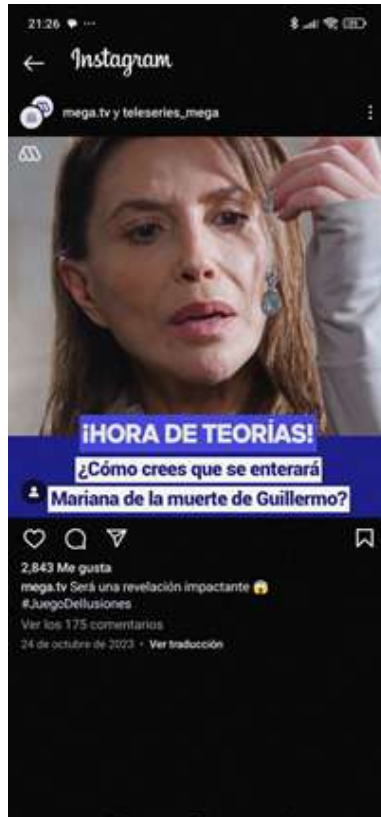 21:26
Instagram
mega.tv y teleseries_mega
¡HORA DE TEORÍAS!
¿Cómo crees que se enterará
Mariana de la muerte de Guillermo?
2,843 Me gusta
mega.tv Será una revelación impactante 😱
#JuegoDeIlusiones
Ver los 175 comentarios
24 de octubre de 2023 • Ver traducción